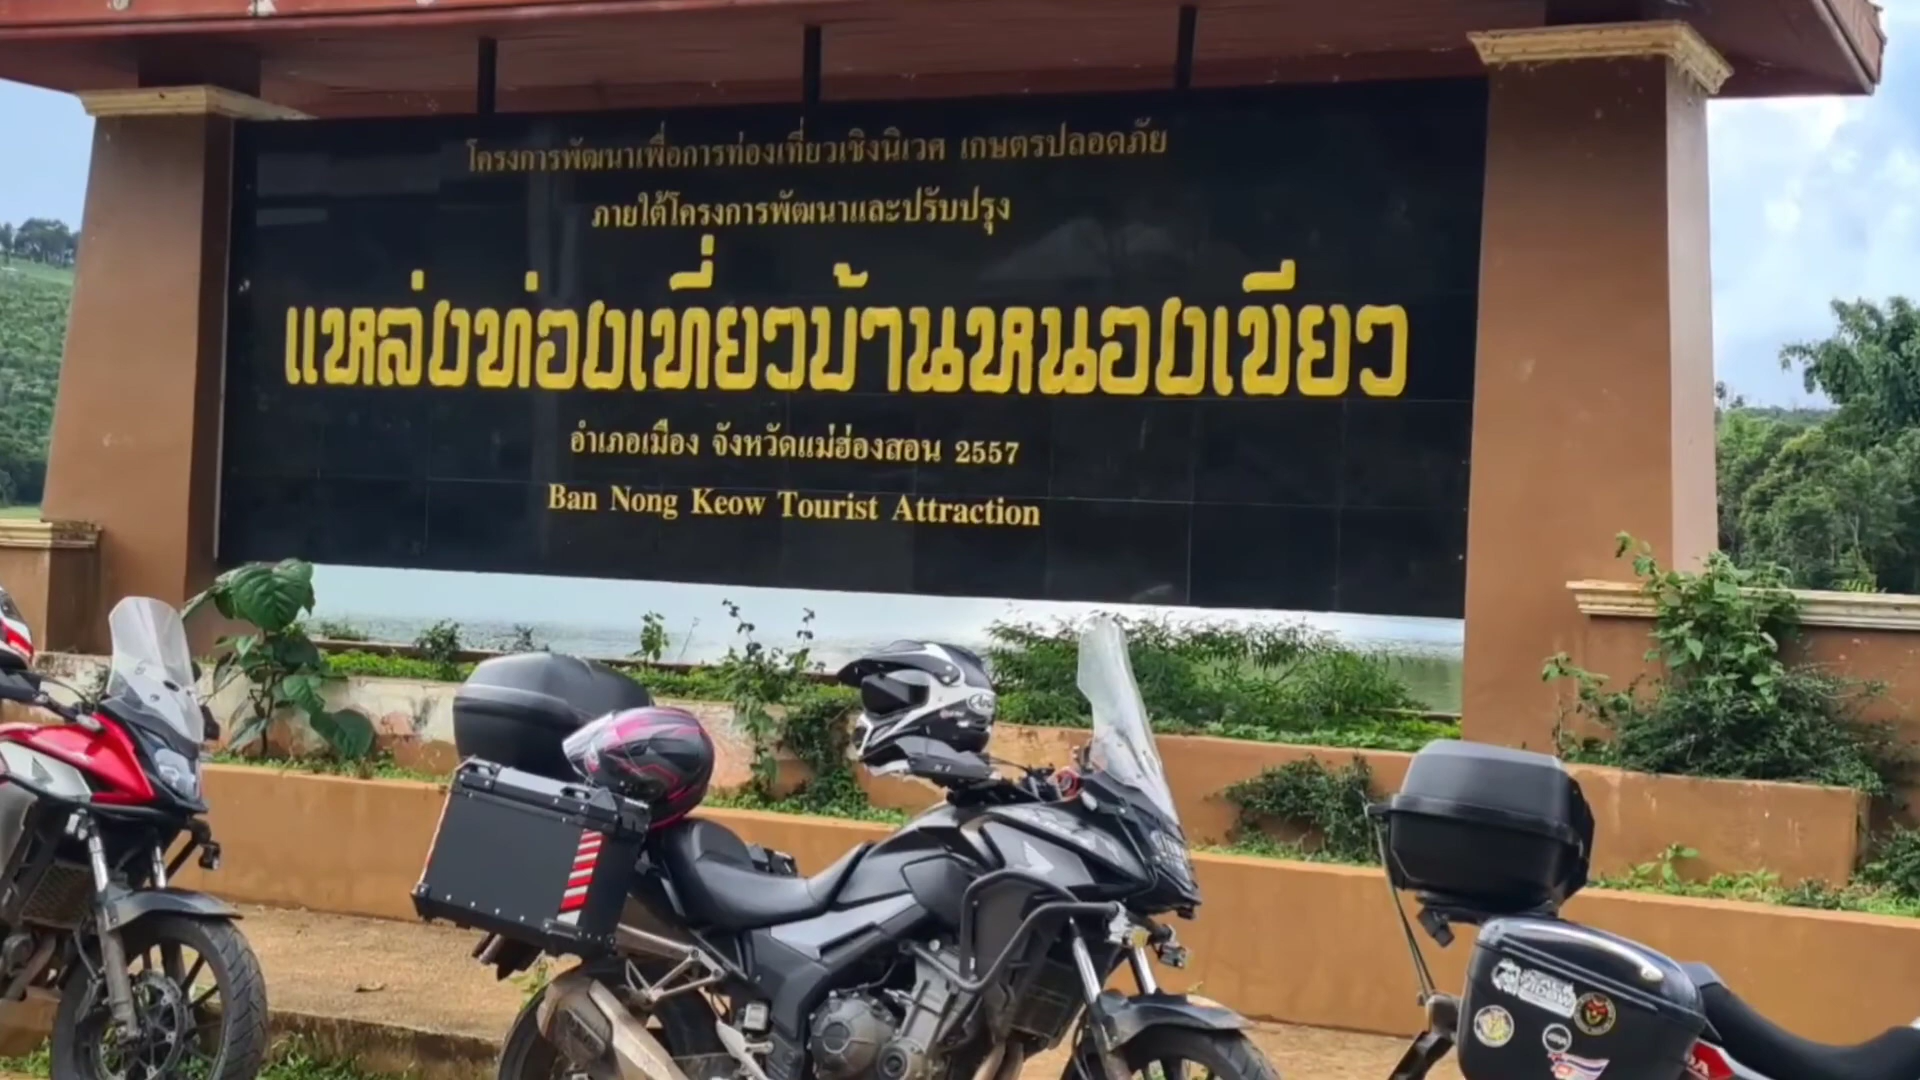 โครงการพัฒนาเพื่อการท่องเที่ยวเชิงนิเวศ เกษตรปลอดภัย
ภายใต้โครงการพัฒนาและปรับปรุง
แหล่งท่องเที่ยวบ้านหนองเขียว
อำเภอเมือง จังหวัดแม่ฮ่องสอน 2557
Ban Nong Keow Tourist Attraction